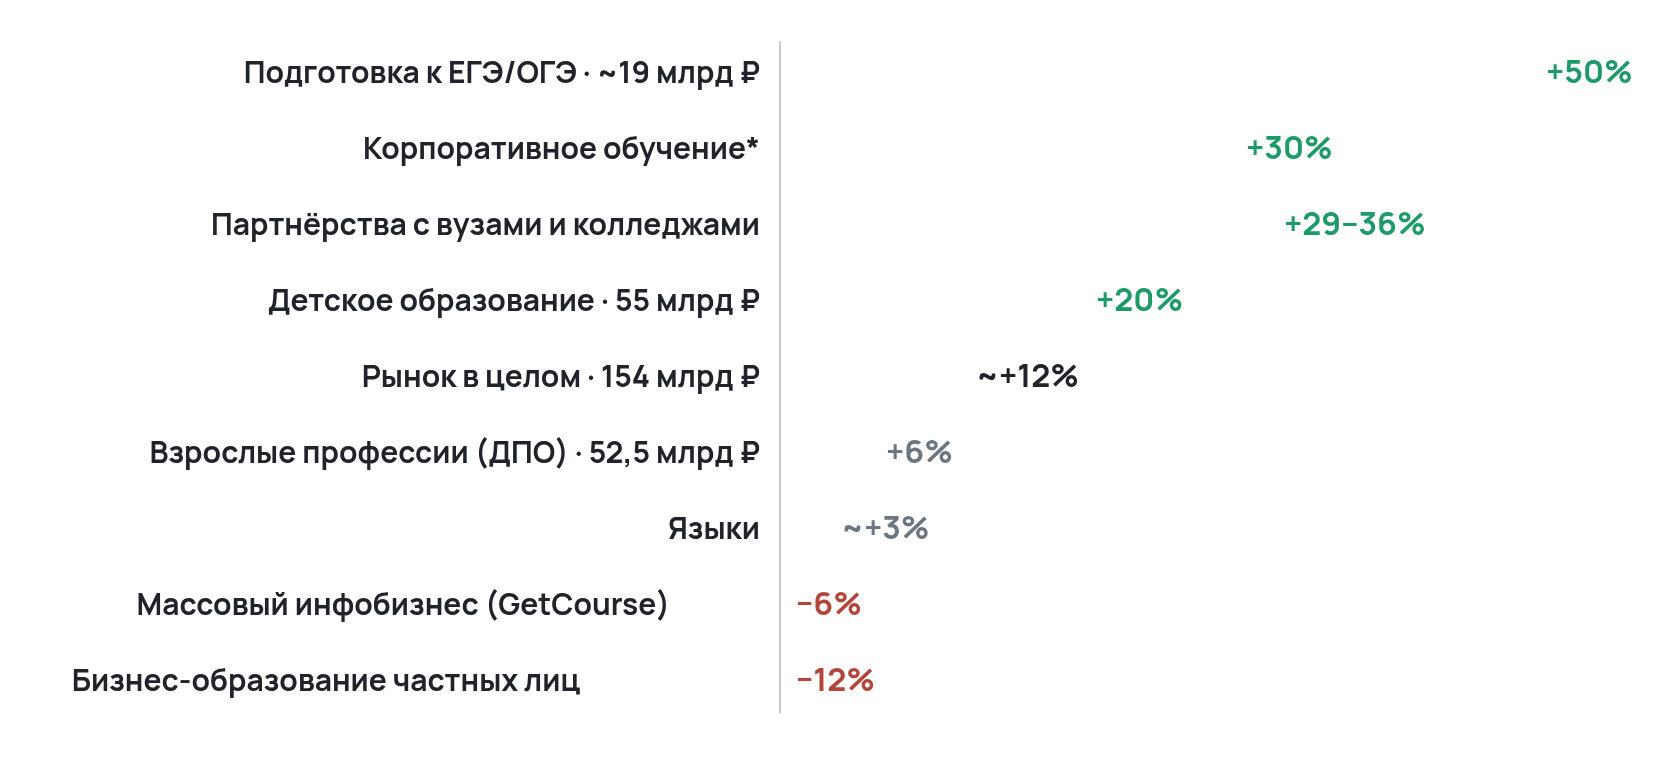 Подготовка к ЕГЭ/ОГЭ · ~19 млрд ₽ +50%
Корпоративное обучение* +30%
Партнёрства с вузами и колледжами +29–36%
Детское образование · 55 млрд ₽ +20%
Рынок в целом · 154 млрд ₽ ~+12%
Взрослые профессии (ДПО) · 52,5 млрд ₽ +6%
Языки ~+3%
Массовый инфобизнес (GetCourse) −6%
Бизнес-образование частных лиц −12%